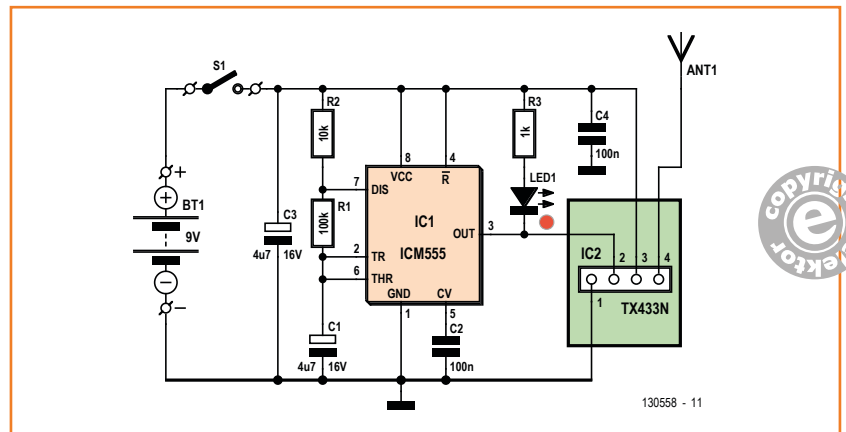 S1
ANT1
R2
10k
R3
1k
C4
100n
8
4
VCC
R
LED1
7
DIS
+
BT1
9V
C3
4u7
16V
R1
100k
IC1
ICM555
OUT
3
2
TR
6
THR
GND
CV
1
5
C1
4u7
16V
C2
100n
IC2
2
3
4
1
TX433N
130558 - 11
copyright
e
elektor